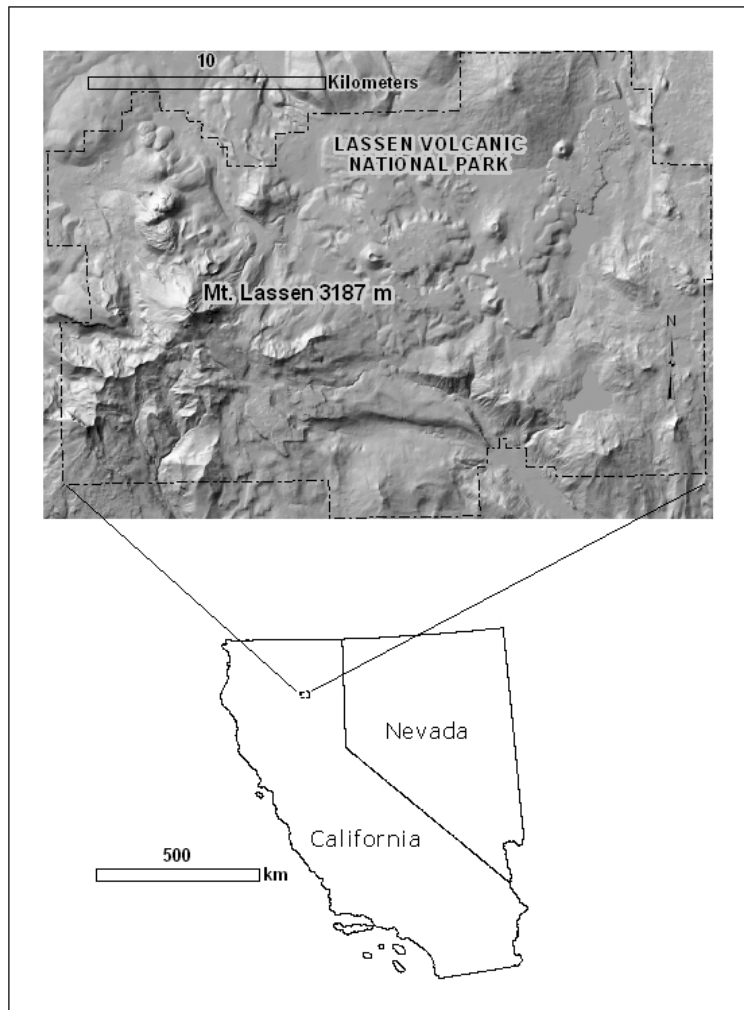 10
Kilometers
LASSEN VOLCANIC
NATIONAL PARK
Mt. Lassen 3187 m
N
Nevada
California
500
km